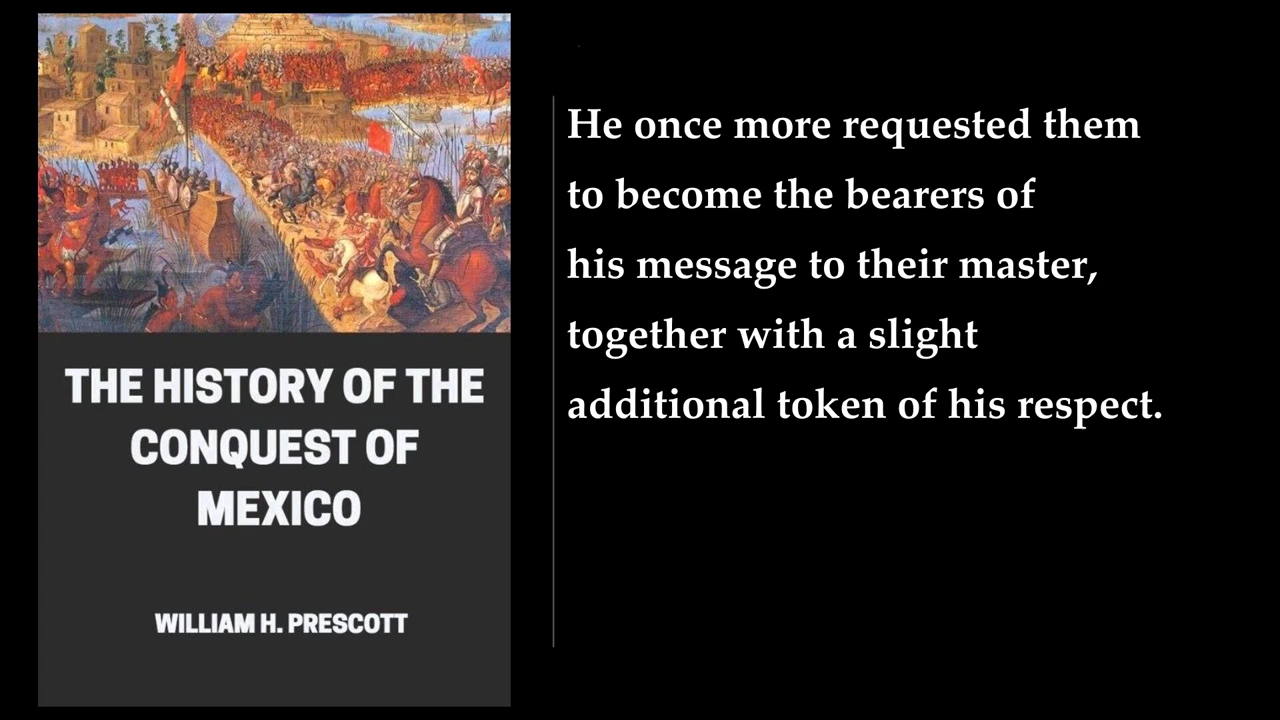 THE HISTORY OF THE
CONQUEST OF
MEXICO
WILLIAM H. PRESCOTT
He once more requested them
to become the bearers of
his message to their master,
together with a slight
additional token of his respect.